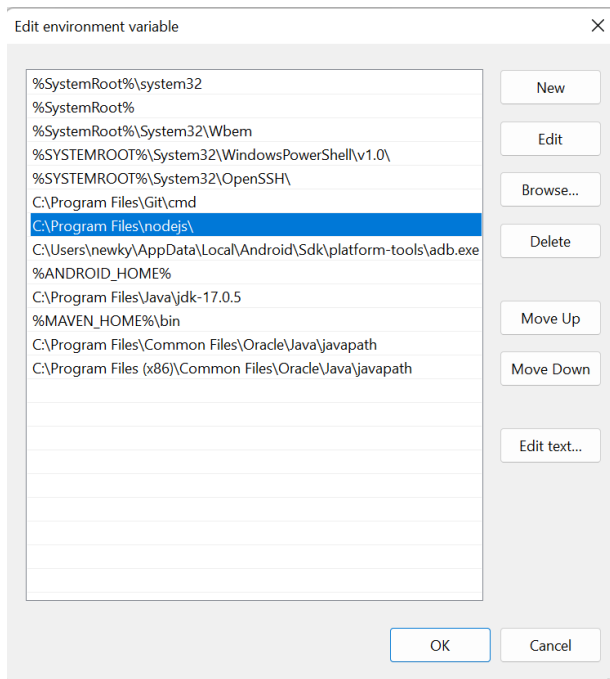 Edit environment variable
%SystemRoot%\system32
%SystemRoot%
%SystemRoot%\System32\Wbem
%SYSTEMROOT%\System32\WindowsPowerShell\v1.0\
%SYSTEMROOT%\System32\OpenSSH\
C:\Program Files\Git\cmd
C:\Program Files\nodejs\
C:\Users\newky\AppData\Local\Android\Sdk\platform-tools\adb.exe
%ANDROID_HOME%
C:\Program Files\Java\jdk-17.0.5
%MAVEN_HOME%\bin
C:\Program Files\Common Files\Oracle\Java\javapath
C:\Program Files (x86)\Common Files\Oracle\Java\javapath
New
Edit
Browse...
Delete
Move Up
Move Down
Edit text...
OK
Cancel